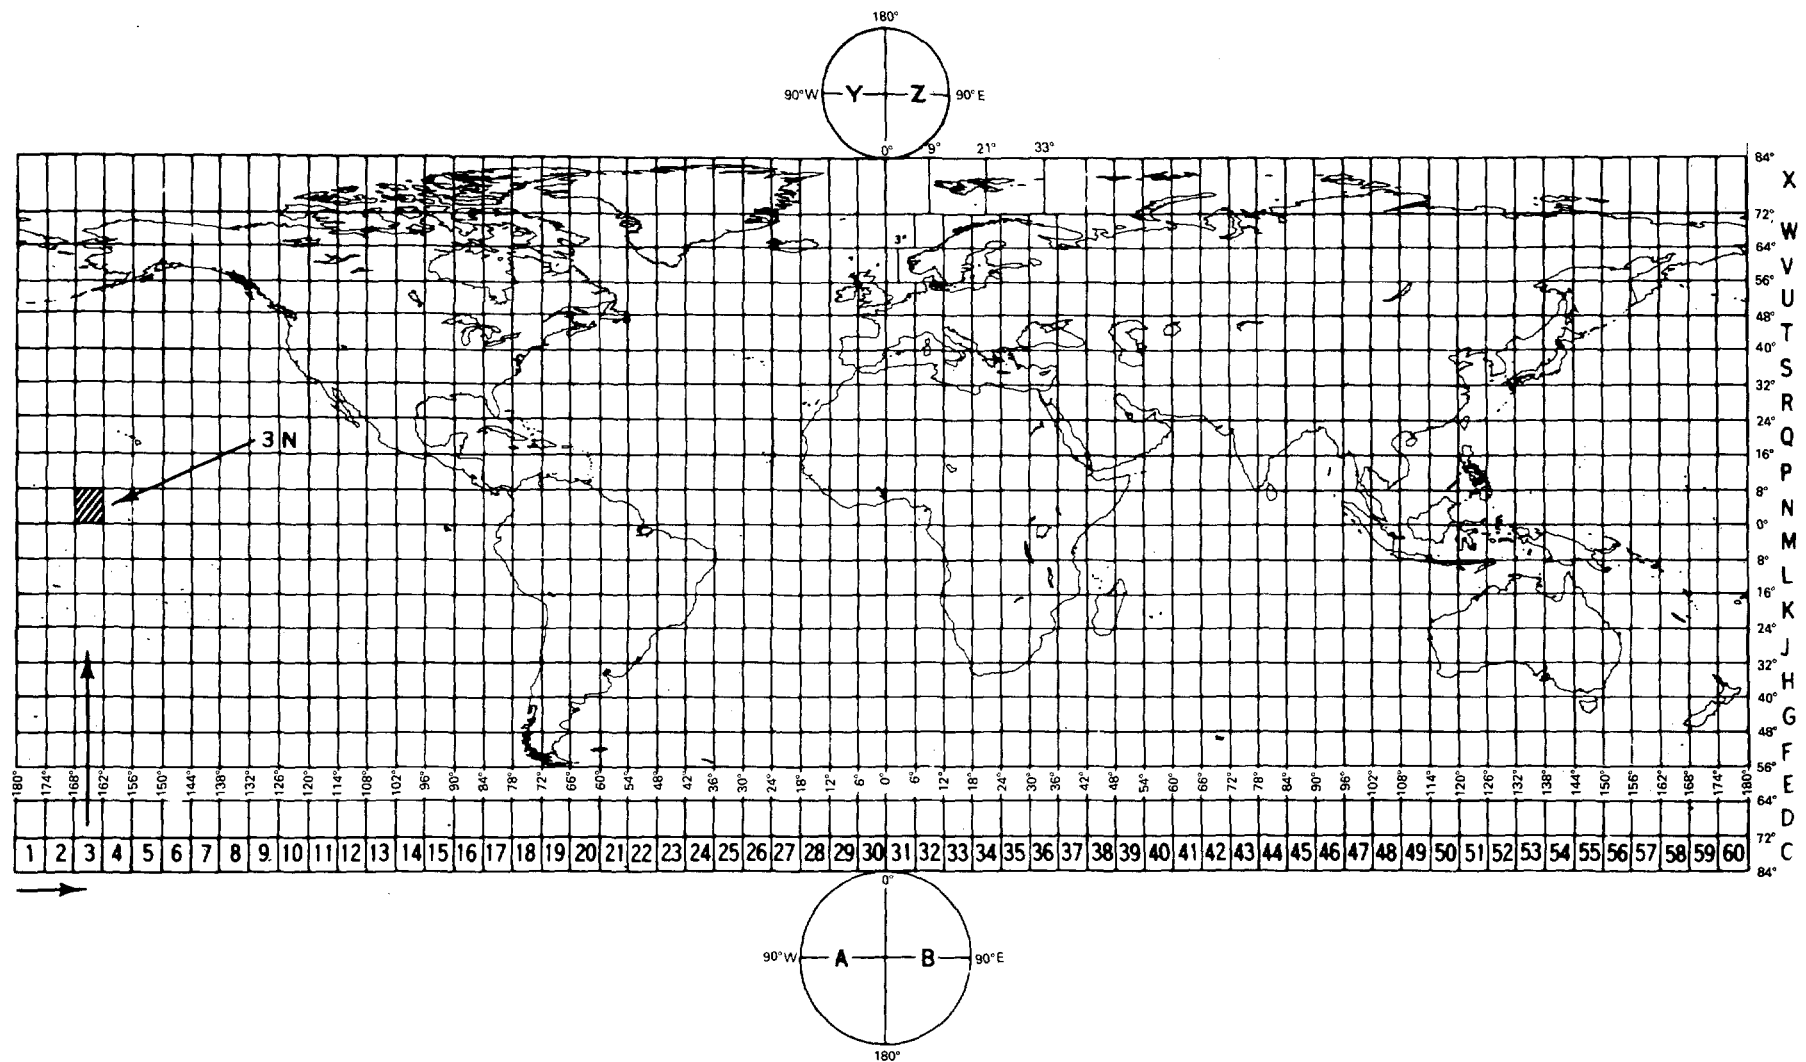 180°
90°W Y Z 90°E
0° 9° 21° 33°
84°
X
72°
W
3°
64°
V
56°
U
48°
T
40°
S
32°
R
24°
3N
Q
16°
P
8°
N
0°
M
8°
L
16°
K
24°
J
32°
H
40°
G
48°
F
56°
180° 174° 168° 162° 156° 150° 144° 138° 132° 126° 120° 114° 108° 102° 96° 90° 84° 78° 72° 66° 60° 54° 48° 42° 36° 30° 24° 18° 12° 6° 0° 6° 12° 18° 24° 30° 36° 42° 48° 54° 60° 66° 72° 78° 84° 90° 96° 102° 108° 114° 120° 126° 132° 138° 144° 150° 156° 162° 168° 174° 180°
E
64°
D
72°
1 2 3 4 5 6 7 8 9 10 11 12 13 14 15 16 17 18 19 20 21 22 23 24 25 26 27 28 29 30 31 32 33 34 35 36 37 38 39 40 41 42 43 44 45 46 47 48 49 50 51 52 53 54 55 56 57 58 59 60 C
84°
0°
90°W A B 90°E
180°